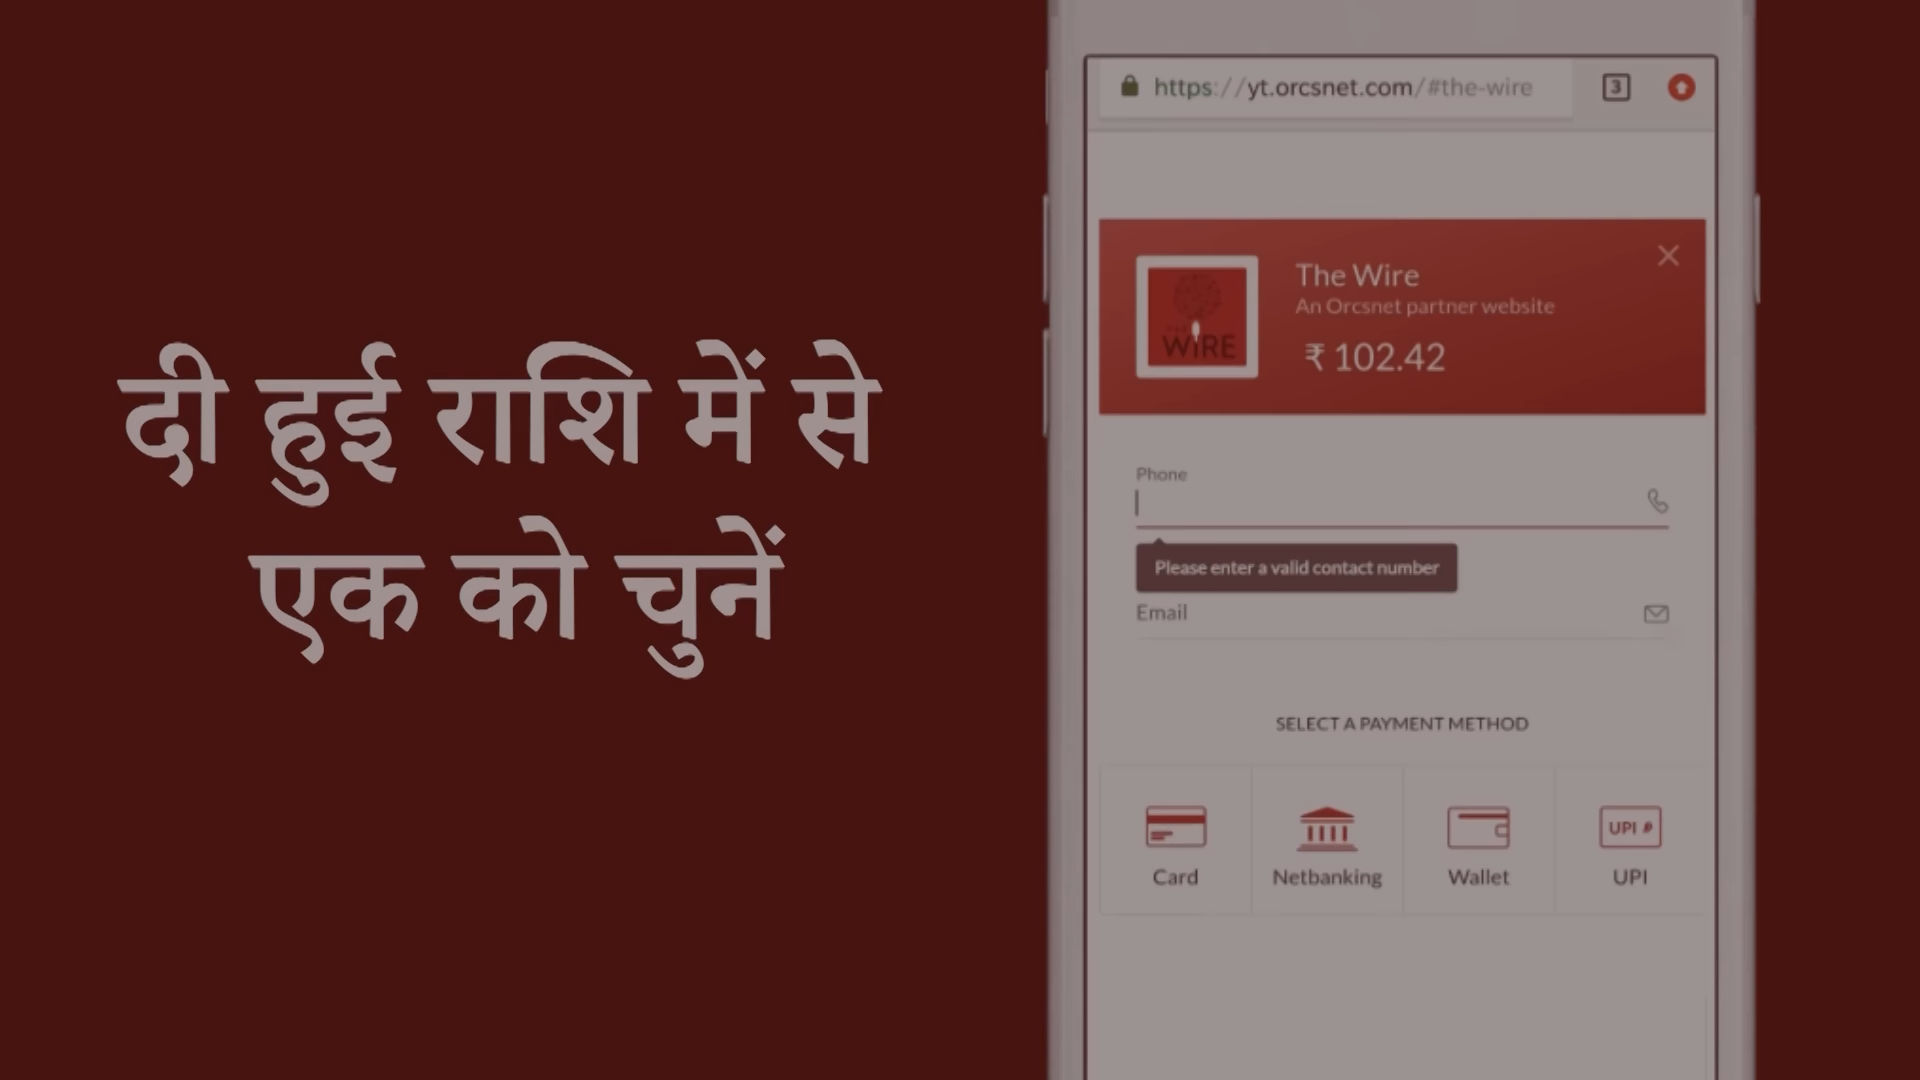 दी हुई राशि में से
एक को चुनें
https://yt.orcsnet.com/#the-wire
3
The Wire
An Orcsnet partner website
₹ 102.42
WIRE
Phone
Please enter a valid contact number
Email
SELECT A PAYMENT METHOD
UPI
Card
Netbanking
Wallet
UPI